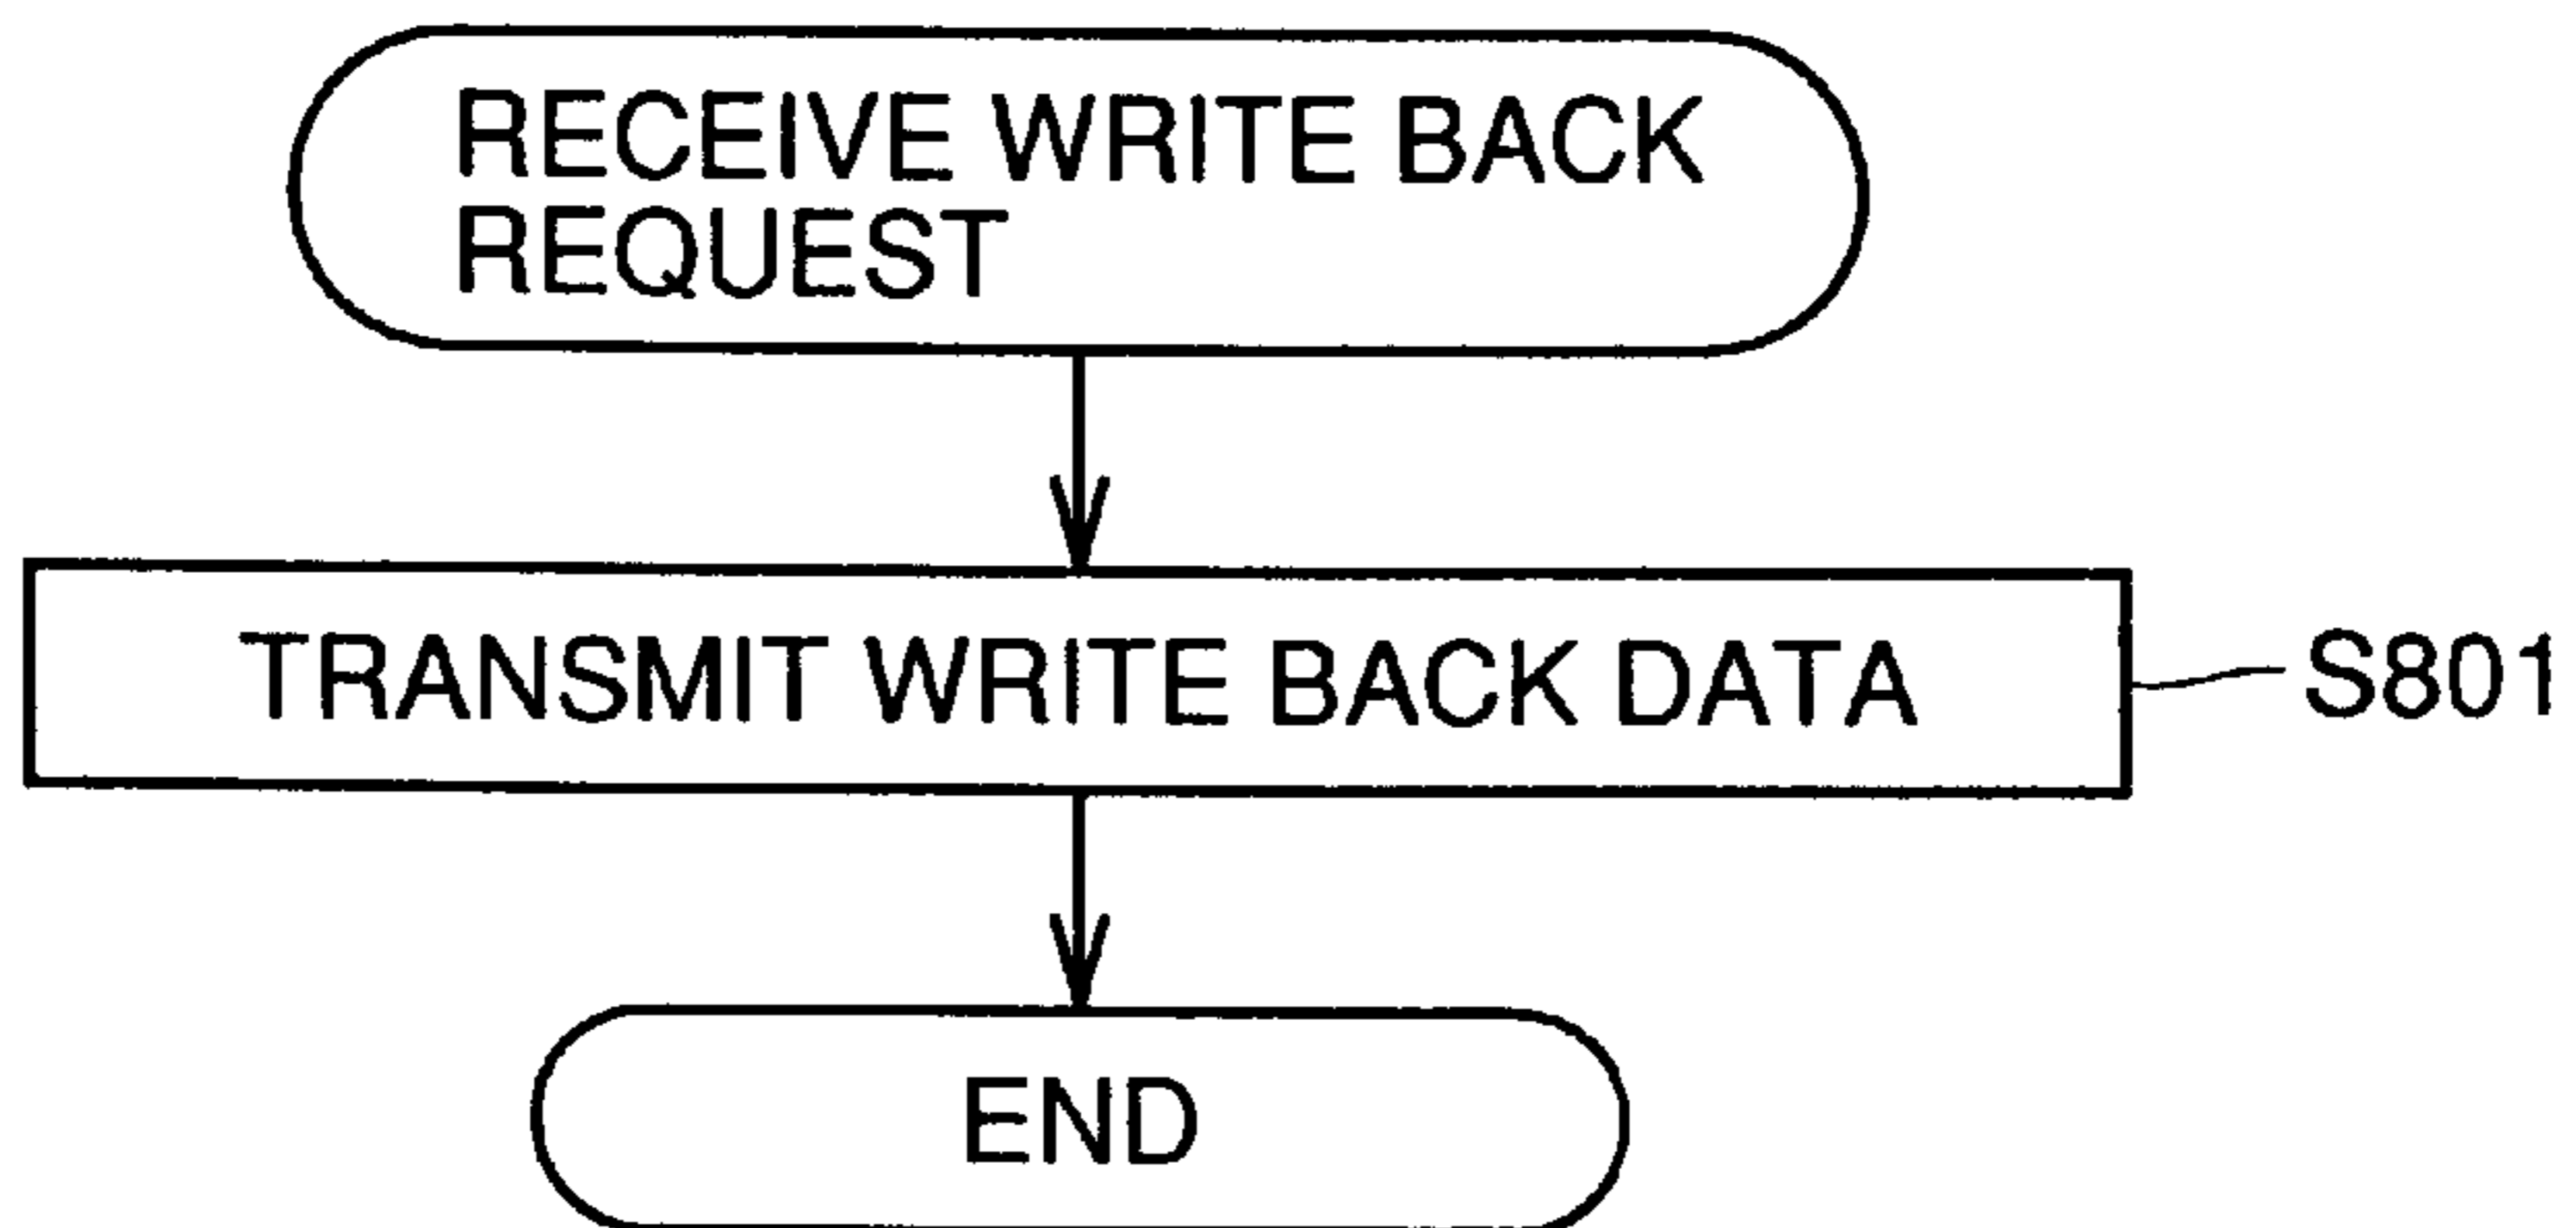 RECEIVE WRITE BACK
REQUEST
TRANSMIT WRITE BACK DATA
S801
END